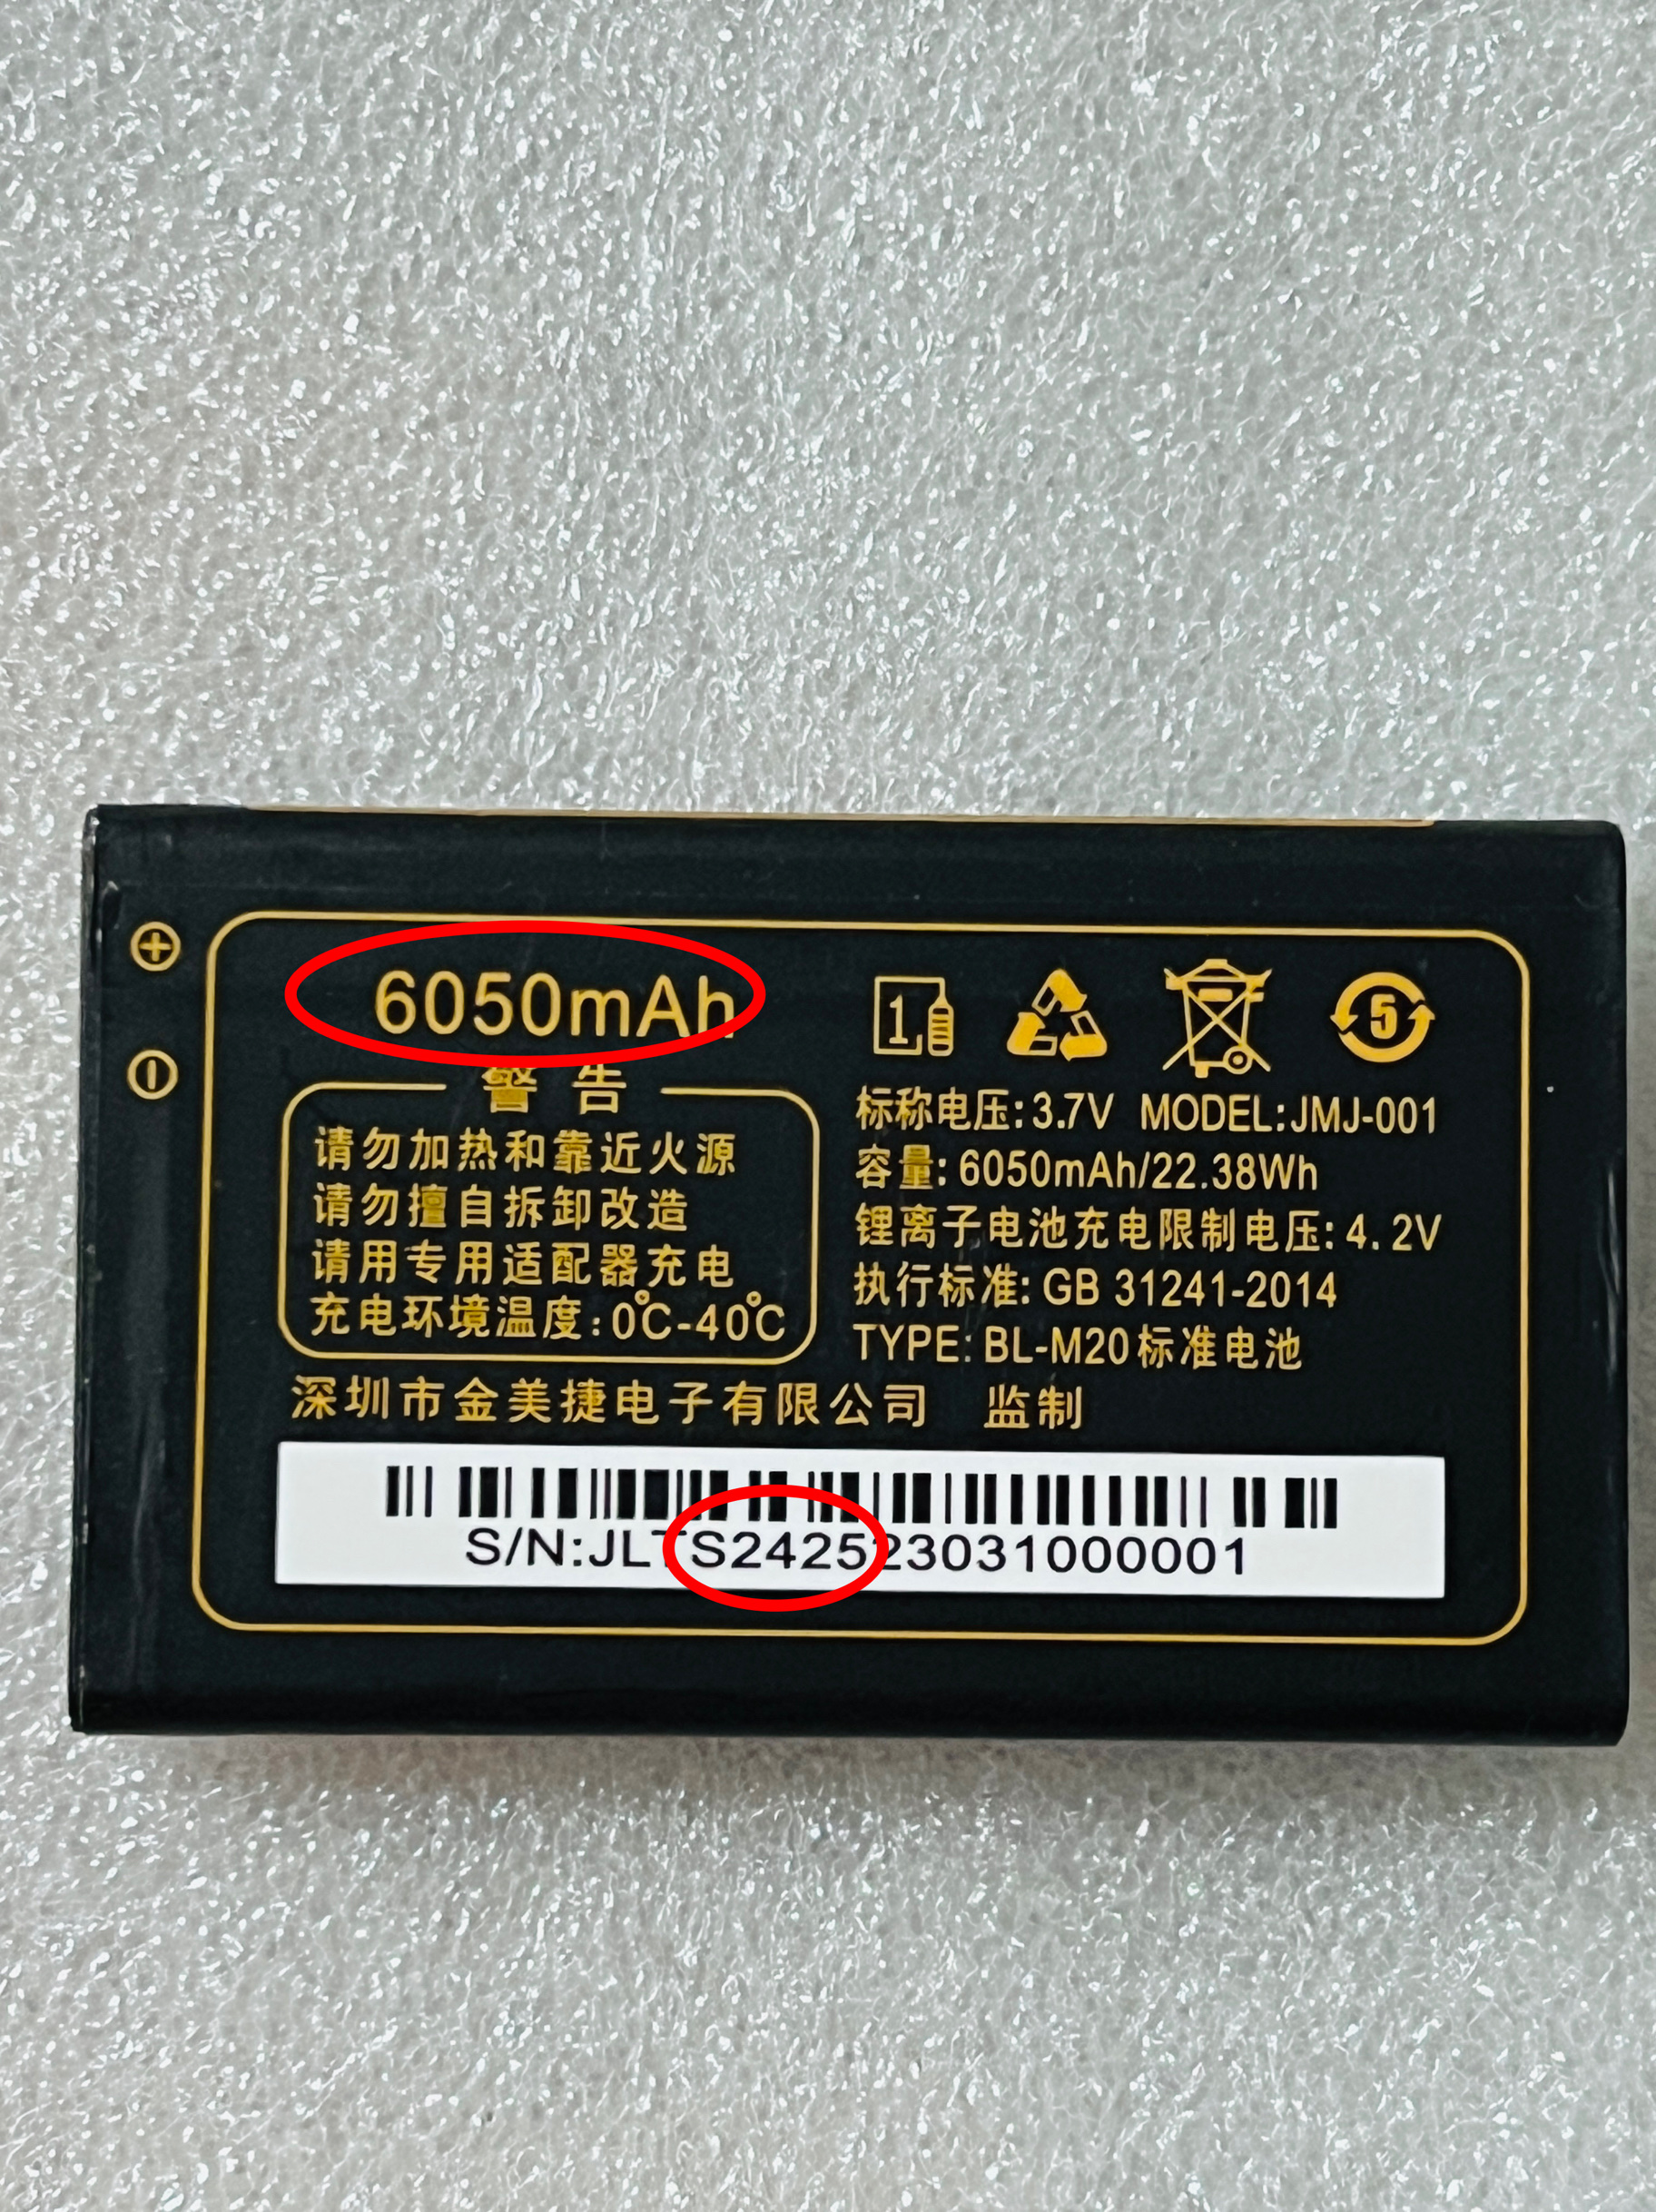 6050mAh
警告
请勿加热和靠近火源
请勿擅自拆卸改造
请用专用适配器充电
充电环境温度:0℃-40℃
1
5
标称电压:3.7V MODEL:JMJ-001
容量:6050mAh/22.38Wh
锂离子电池充电限制电压:4.2V
执行标准:GB 31241-2014
TYPE:BL-M20标准电池
深圳市金美捷电子有限公司 监制
S/N:JLTS242523031000001